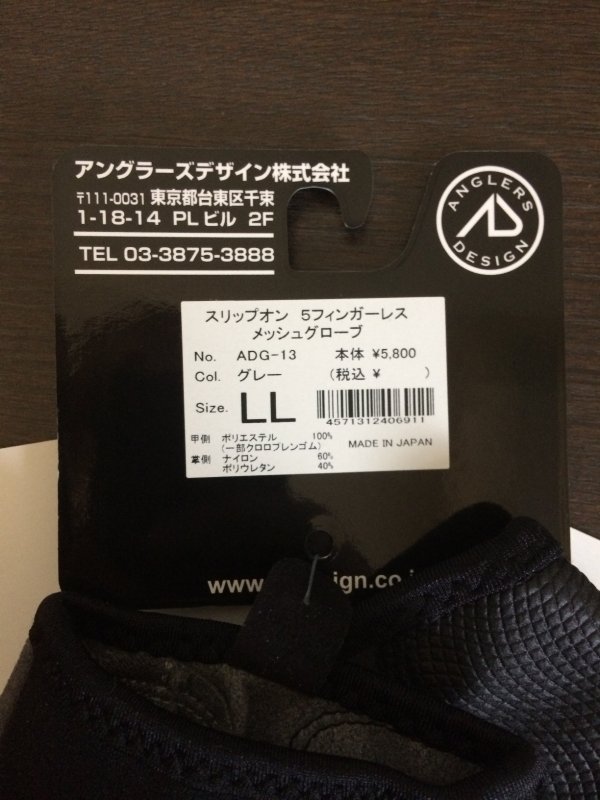 アングラーズデザイン株式会社
〒111-0031 東京都台東区千束
1-18-14 PLビル 2F
TEL 03-3875-3888
ANGLERS DESIGN
スリップオン 5フィンガーレス
メッシュグローブ
No. ADG-13 本体 ¥5,800
Col. グレー (税込 ¥ )
Size. LL
4571312406911
甲側 ポリエステル 100%
(一部クロロプレンゴム)
MADE IN JAPAN
掌側 ナイロン 60%
ポリウレタン 40%